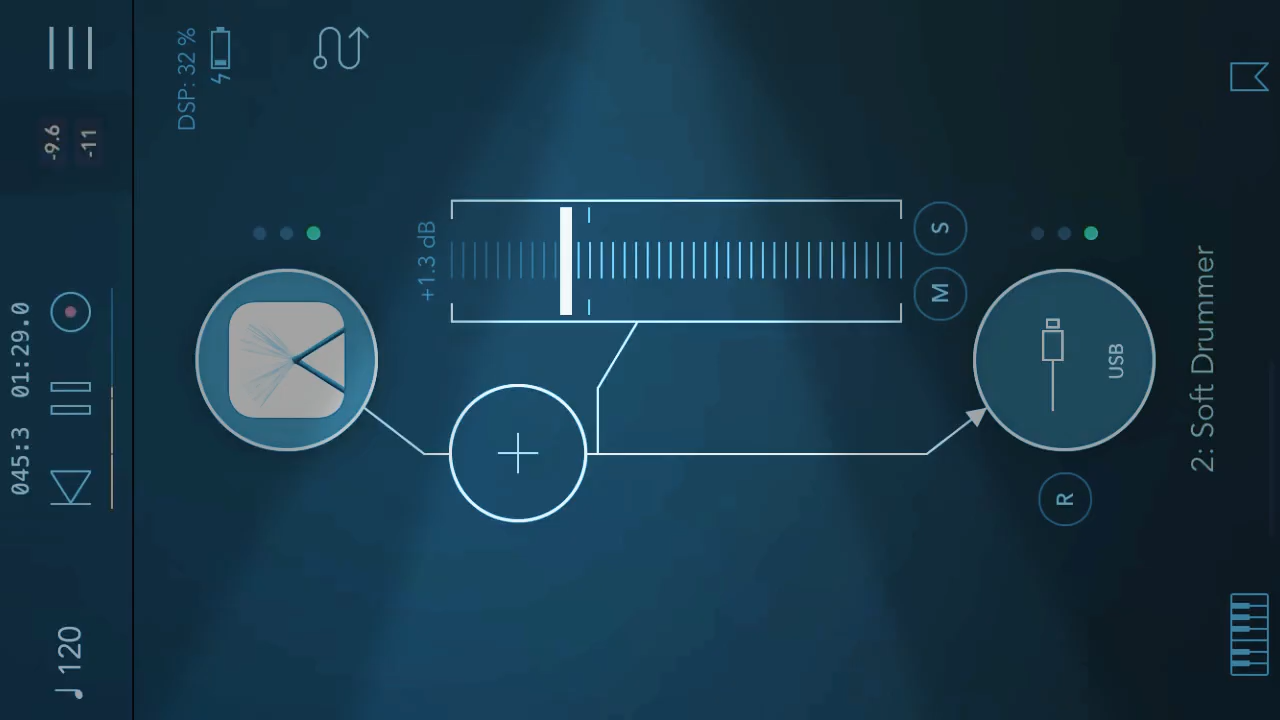 ♩120
045:3 01:29.0
-9.6
-11
DSP: 32 %
+1.3 dB
M
S
R
USB
2: Soft Drummer